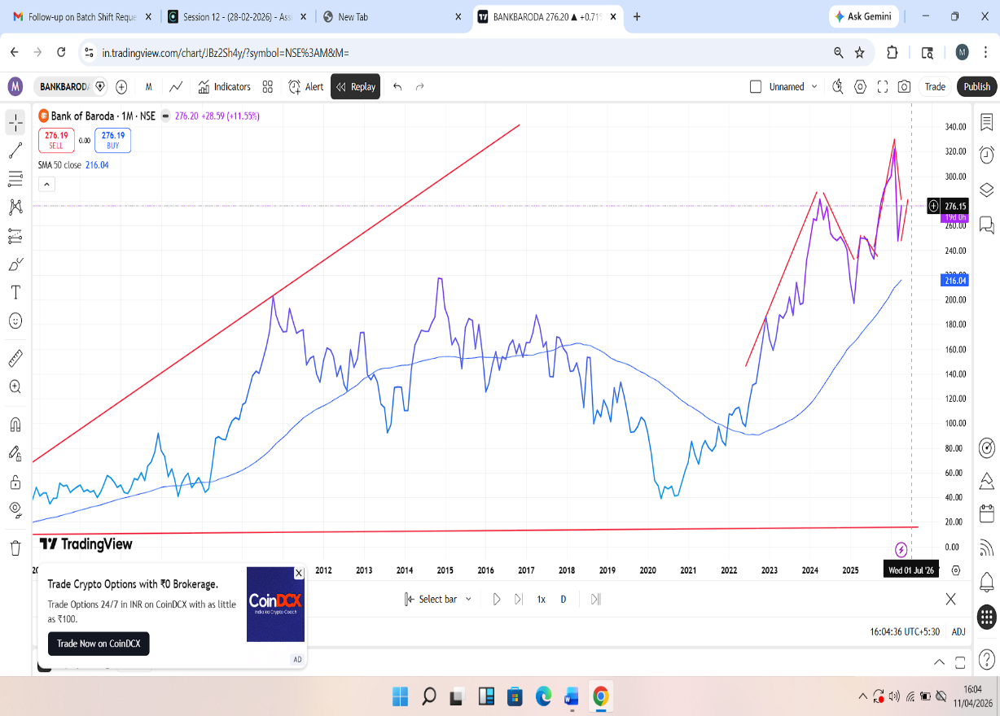 Follow-up on Batch Shift Reque
Session 12 - (28-02-2026) - Ass
New Tab
BANKBARODA 276.20 ▲ +0.71%
Ask Gemini
in.tradingview.com/chart/JBz2Sh4y/?symbol=NSE%3AM&M=
M
M
BANKBARODA
M
Indicators
Alert
Replay
Unnamed
Trade
Publish
Bank of Baroda · 1M · NSE
276.20 +28.59 (+11.55%)
276.19
SELL
0.00
276.19
BUY
SMA 50 close 216.04
340.00
320.00
300.00
276.15
19d 0h
260.00
240.00
216.04
200.00
180.00
160.00
140.00
120.00
100.00
80.00
60.00
40.00
20.00
0.00
TradingView
2012 2013 2014 2015 2016 2017 2018 2019 2020 2021 2022 2023 2024 2025
Wed 01 Jul '26
Trade Crypto Options with ₹0 Brokerage.
Trade Options 24/7 in INR on CoinDCX with as little
as ₹100.
Trade Now on CoinDCX
CoinDCX
India ka Crypto Coach
AD
Select bar
1x
D
16:04:36 UTC+5:30
ADJ
16:04
11/04/2026